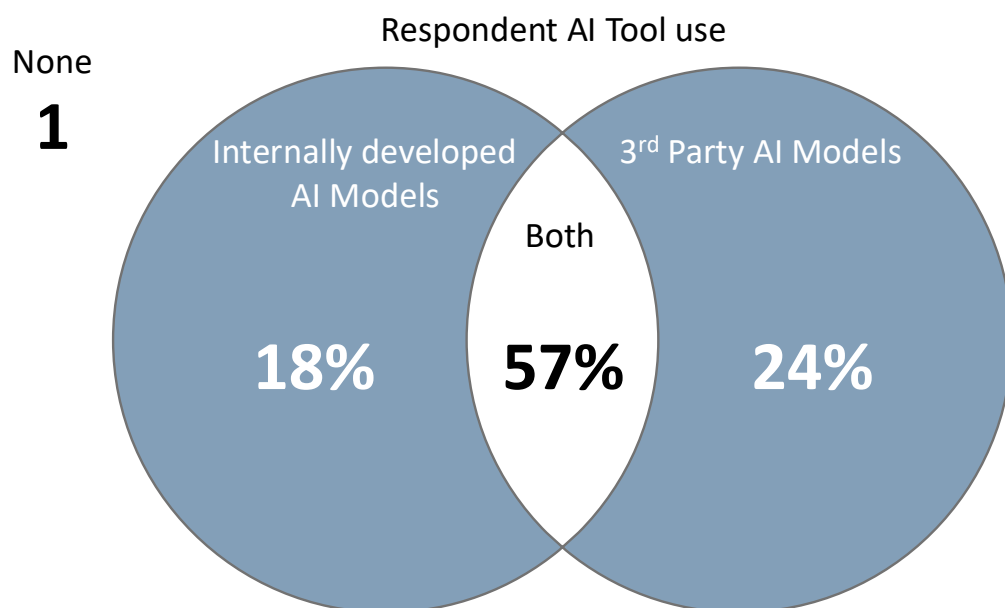 Respondent AI Tool use
None
1
Internally developed
AI Models
3rd Party AI Models
Both
18%
57%
24%